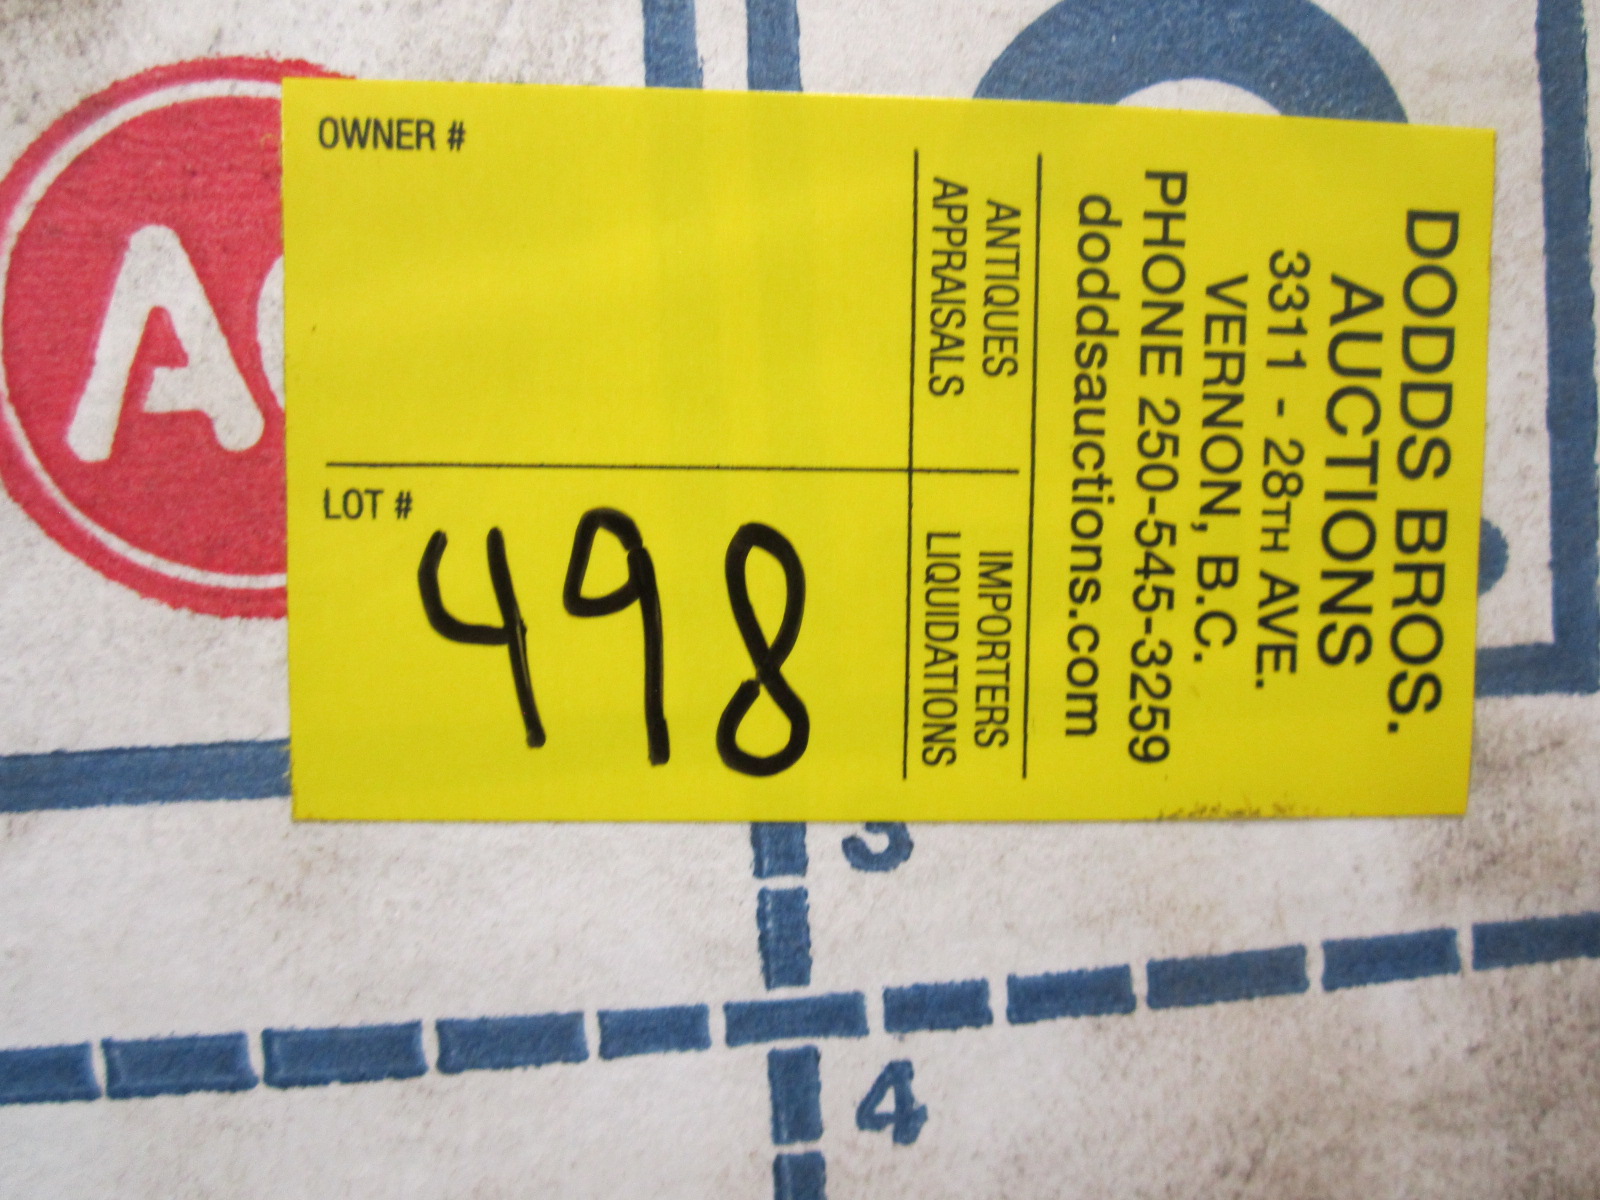 DODDS BROS.
AUCTIONS
3311 - 28TH AVE.
VERNON, B.C.
PHONE 250-545-3259
doddsauctions.com
ANTIQUES
APPRAISALS
IMPORTERS
LIQUIDATIONS
OWNER #
LOT #
498
4